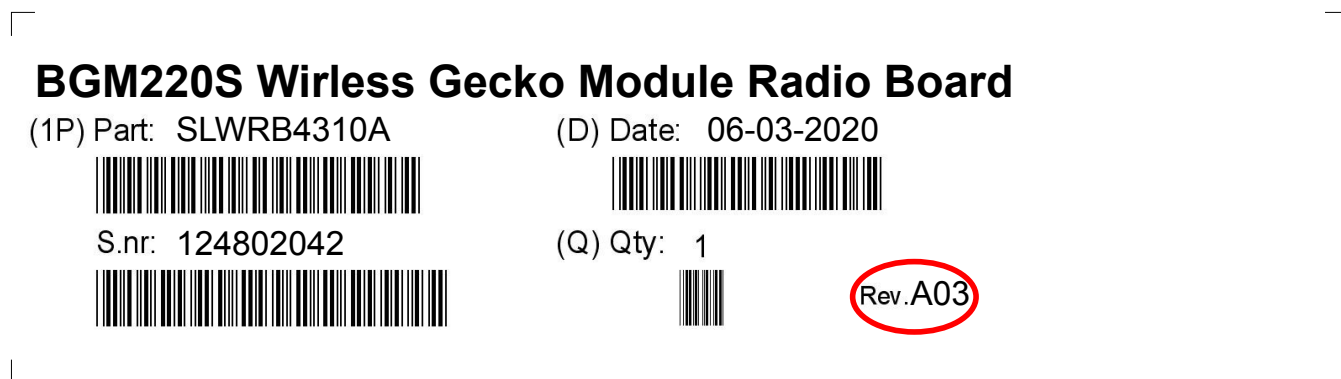 BGM220S Wirless Gecko Module Radio Board
(1P) Part: SLWRB4310A (D) Date: 06-03-2020
S.nr: 124802042 (Q) Qty: 1
Rev.A03